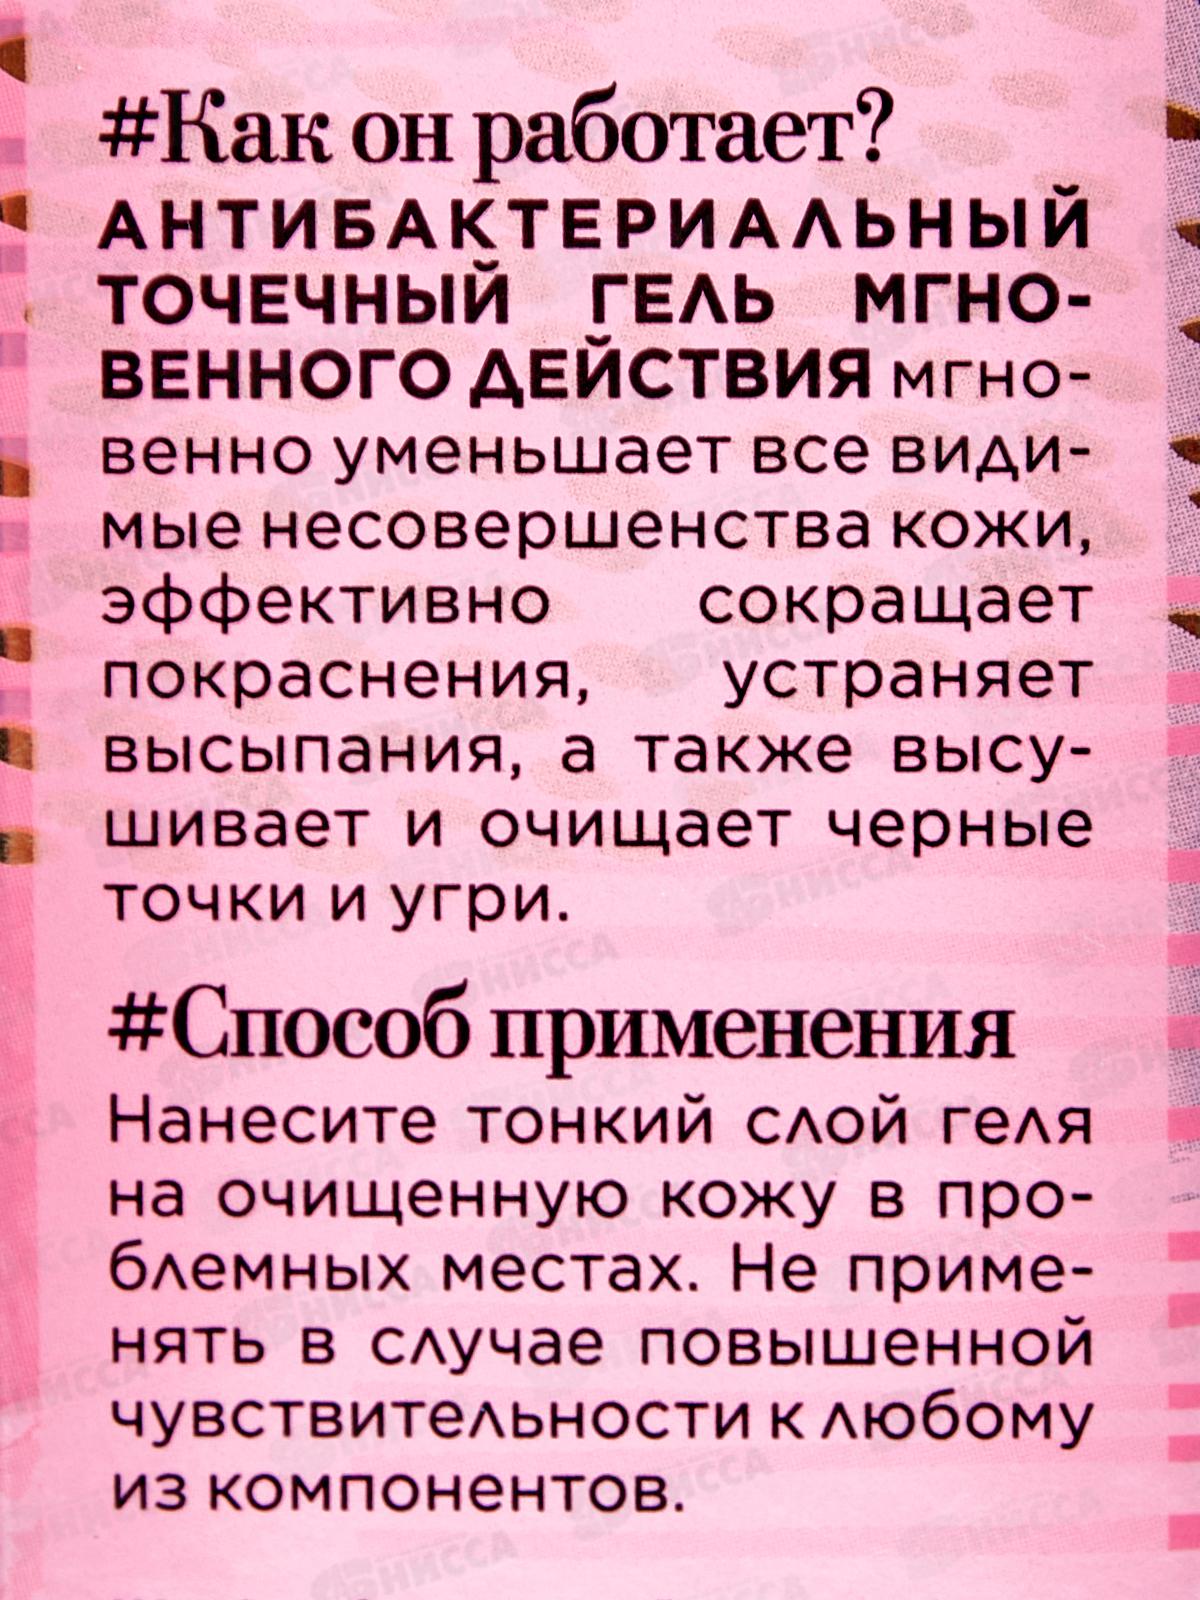 #Как он работает?
АНТИБАКТЕРИАЛЬНЫЙ
ТОЧЕЧНЫЙ ГЕЛЬ МГНО-
ВЕННОГО ДЕЙСТВИЯ мгно-
венно уменьшает все види-
мые несовершенства кожи,
эффективно сокращает
покраснения, устраняет
высыпания, а также высу-
шивает и очищает черные
точки и угри.
#Способ применения
Нанесите тонкий слой геля
на очищенную кожу в про-
блемных местах. Не приме-
нять в случае повышенной
чувствительности к любому
из компонентов.